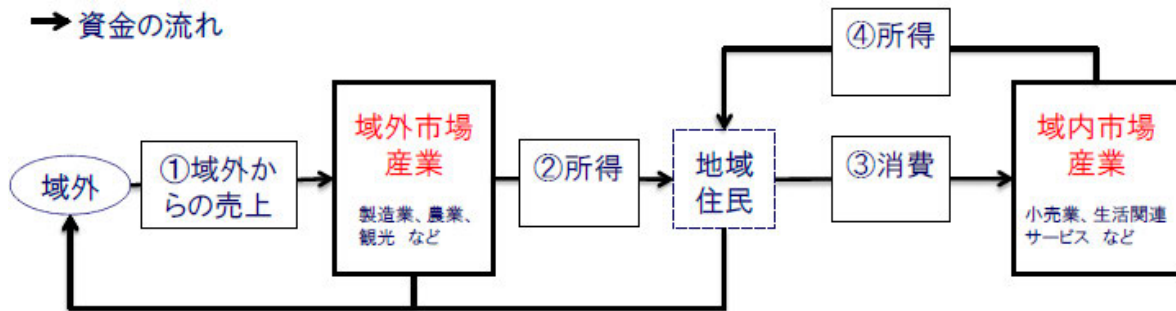 資金の流れ
④所得
域外市場
産業
製造業、農業、
観光 など
域外
①域外か
らの売上
②所得
地域
住民
③消費
域内市場
産業
小売業、生活関連
サービス など